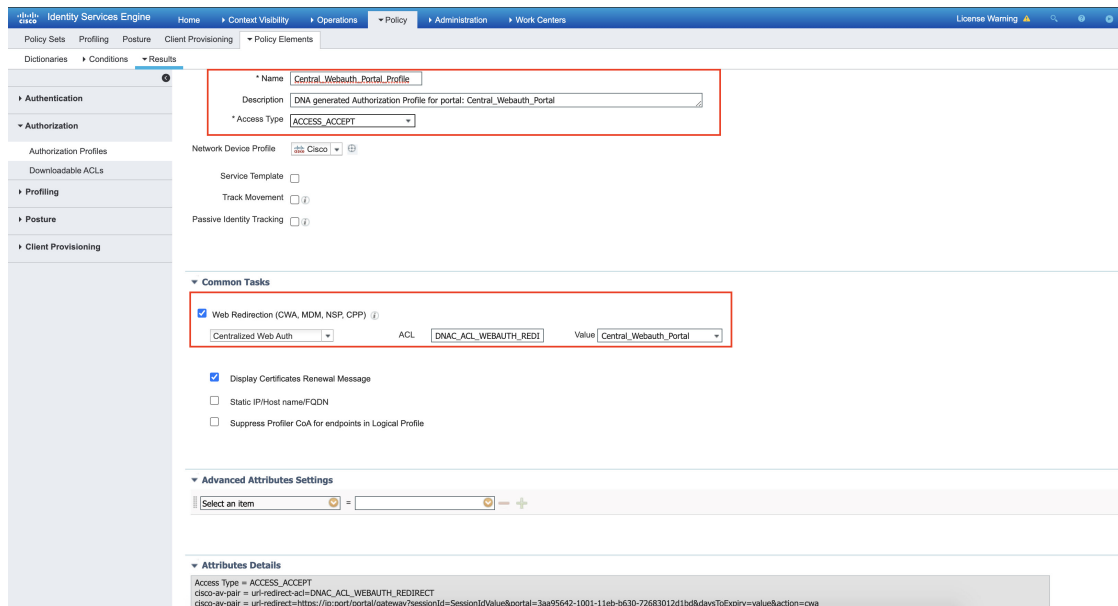 cisco Identity Services Engine Home Context Visibility Operations Policy Administration Work Centers License Warning
Policy Sets Profiling Posture Client Provisioning Policy Elements
Dictionaries Conditions Results
Authentication
Authorization
Authorization Profiles
Downloadable ACLs
Profiling
Posture
Client Provisioning
* Name Central_Webauth_Portal_Profile
Description DNA generated Authorization Profile for portal: Central_Webauth_Portal
* Access Type ACCESS_ACCEPT
Network Device Profile Cisco
Service Template
Track Movement
Passive Identity Tracking
Common Tasks
Web Redirection (CWA, MDM, NSP, CPP)
Centralized Web Auth ACL DNAC_ACL_WEBAUTH_REDI Value Central_Webauth_Portal
Display Certificates Renewal Message
Static IP/Host name/FQDN
Suppress Profiler CoA for endpoints in Logical Profile
Advanced Attributes Settings
Select an item =
Attributes Details
Access Type = ACCESS_ACCEPT
cisco-av-pair = url-redirect-acl=DNAC_ACL_WEBAUTH_REDIRECT
cisco-av-pair = url-redirect=https://ip:port/portal/gateway?sessionId=SessionIdValue&portal=3aa95642-1001-11eb-b630-72683012d1bd&daysToExpiry=value&action=cwa